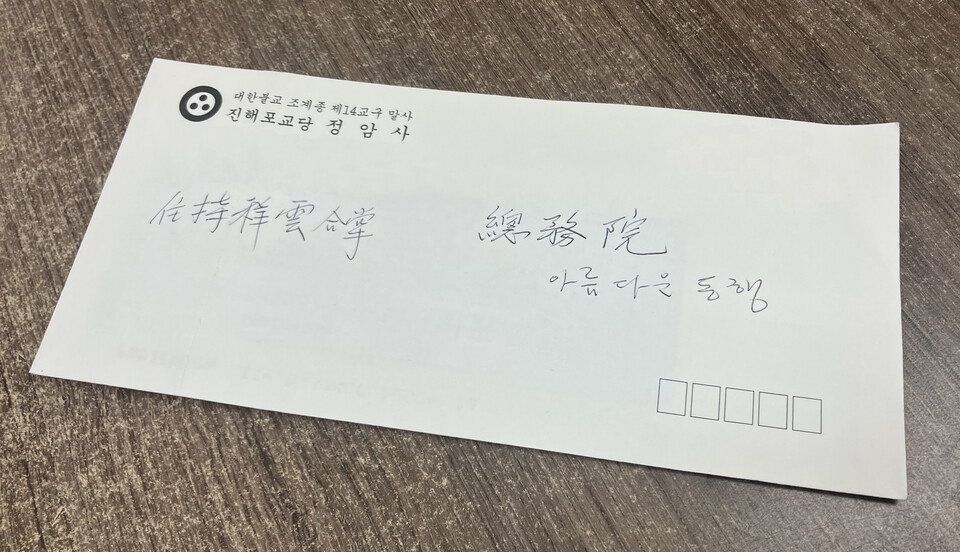 대한불교 조계종 제14교구 말사
진해포교당 정 암 사
住持祥雲合掌
總務院
아름다운 동행